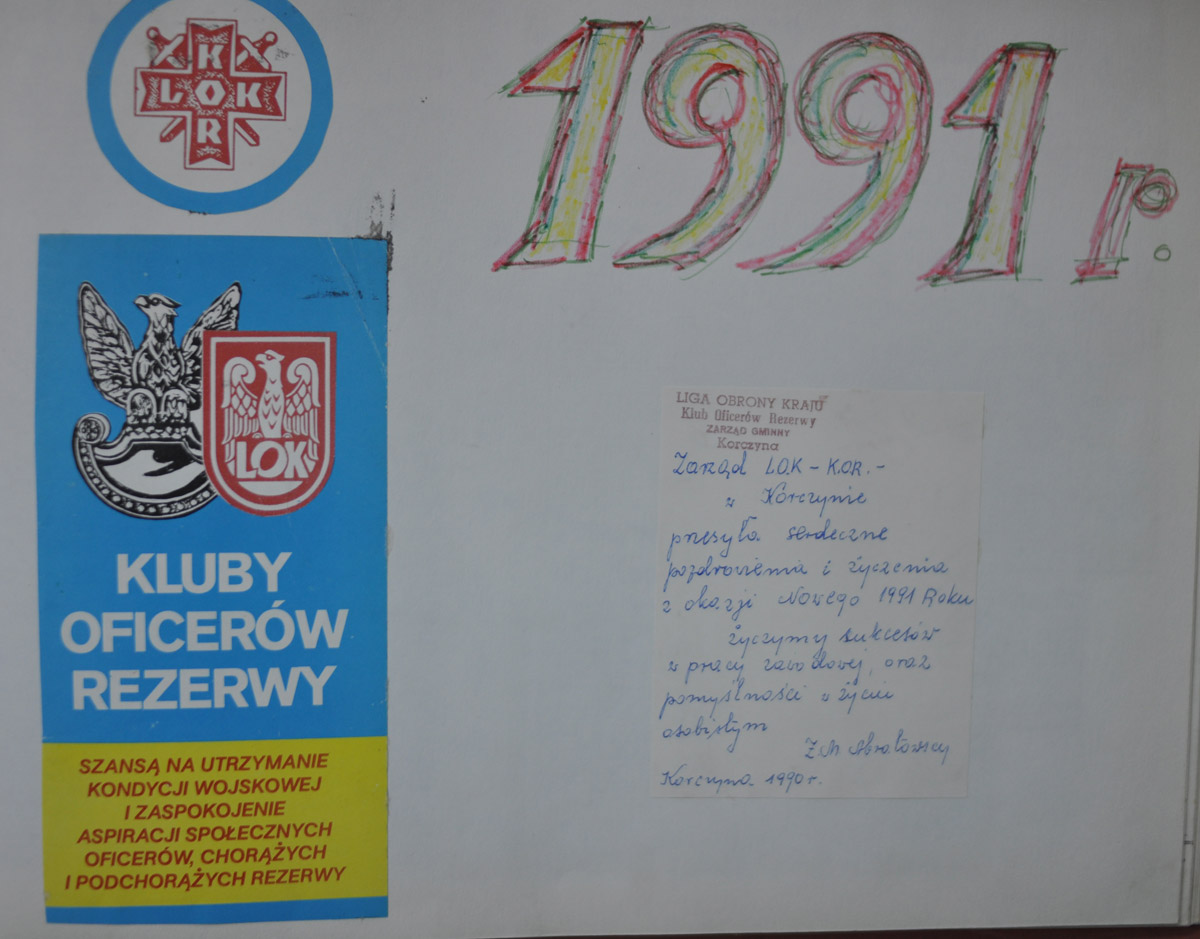 K
LOK
R
1991 r.
LOK
KLUBY
OFICERÓW
REZERWY
SZANSĄ NA UTRZYMANIE
KONDYCJI WOJSKOWEJ
I ZASPOKOJENIE
ASPIRACJI SPOŁECZNYCH
OFICERÓW, CHORĄŻYCH
I PODCHORĄŻYCH REZERWY
LIGA OBRONY KRAJU
Klub Oficerów Rezerwy
ZARZĄD GMINNY
Korczyna
Zarząd L.O.K - K.O.R. -
w Korczynie
przesyła serdeczne
pozdrowienia i życzenia
z okazji Nowego 1991 Roku
życzymy sukcesów
w pracy zawodowej, oraz
pomyślności w życiu
osobistym
Korczyna 1990 r.